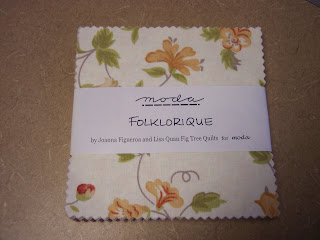 moda
FOLKLORIQUE
by Joanna Figueroa and Lisa Quan Fig Tree Quilts for moda